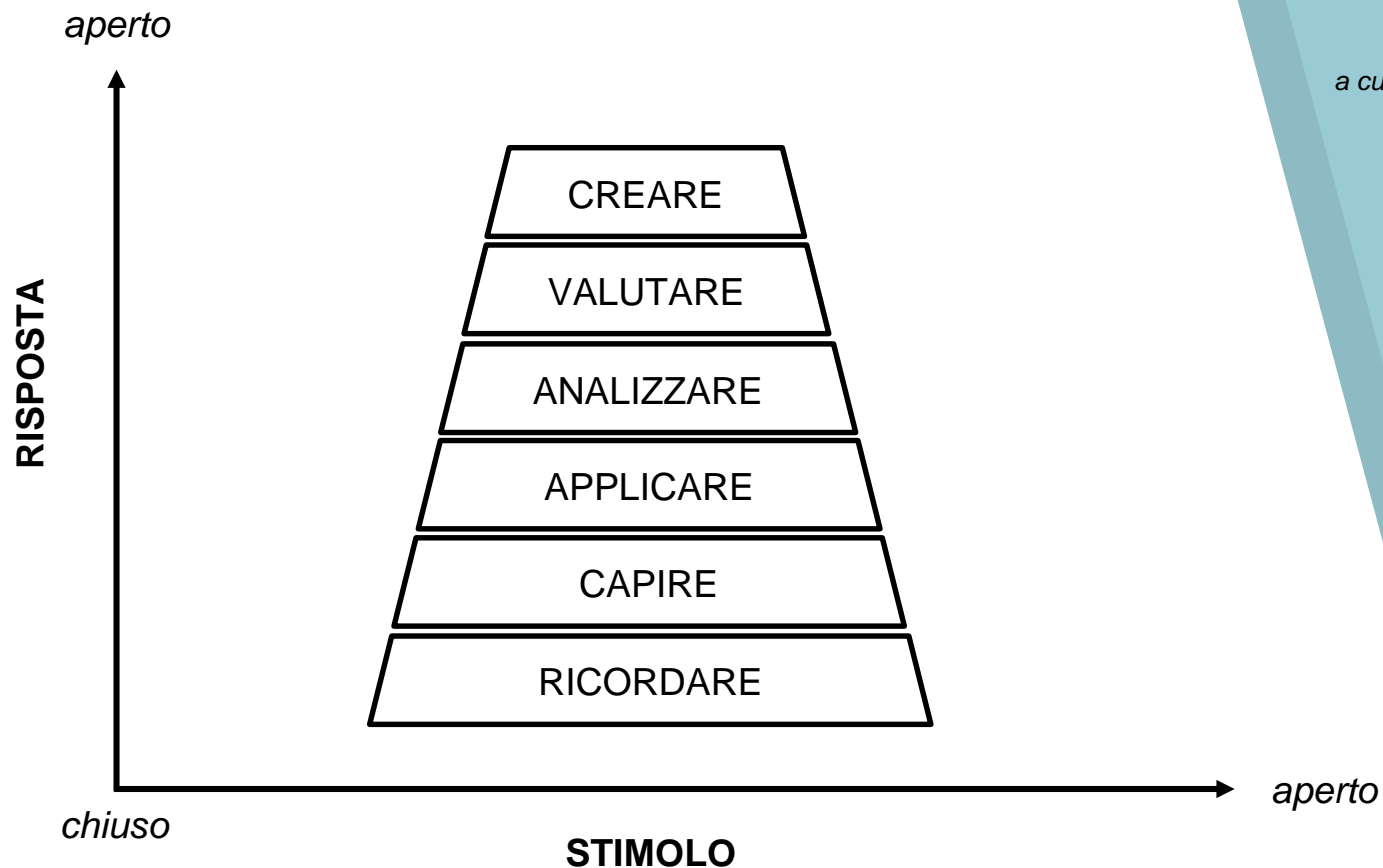 aperto
a cu
CREARE
VALUTARE
ANALIZZARE
RISPOSTA
APPLICARE
CAPIRE
RICORDARE
aperto
chiuso
STIMOLO